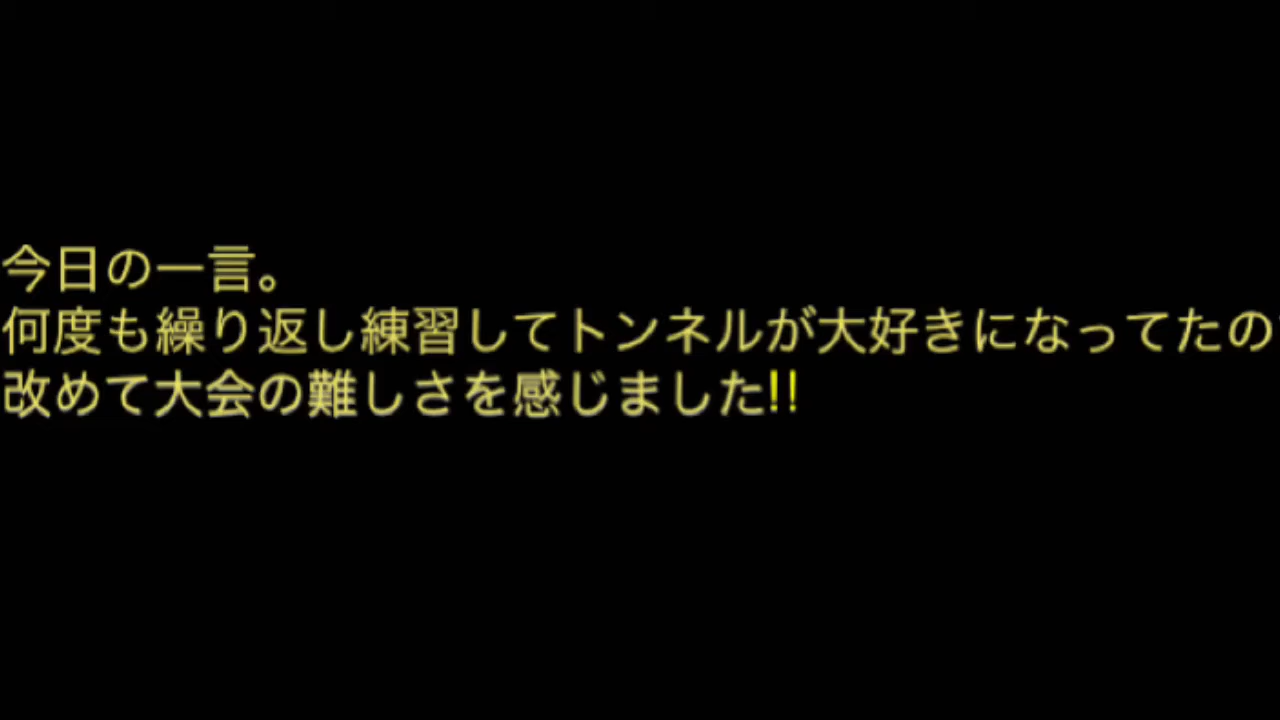 今日の一言。
何度も繰り返し練習してトンネルが大好きになってたの
改めて大会の難しさを感じました!!